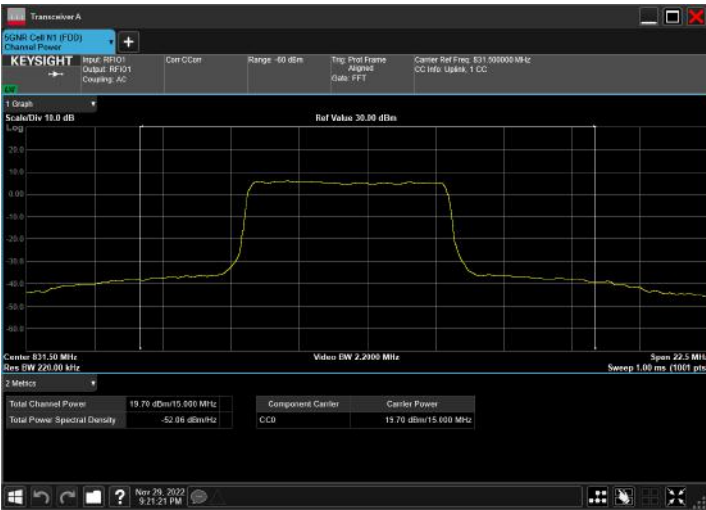 Transceiver A
5GNR Cell N1 (FDD)
Channel Power
+
KEYSIGHT
Input: RFIO1
Output: RFIO1
Coupling: AC
Corr CCorr
Range: -60 dBm
Trig: Prot Frame
Aligned
Gate: FFT
Carrier Ref Freq: 831.500000 MHz
CC Info: Uplink, 1 CC
1 Graph
Scale/Div 10.0 dB
Ref Value 30.00 dBm
Log
20.0
10.0
0.00
-10.0
-20.0
-30.0
-40.0
-50.0
-60.0
Center 831.50 MHz
Video BW 2.2000 MHz
Span 22.5 MHz
Res BW 220.00 kHz
Sweep 1.00 ms (1001 pts
2 Metrics
Total Channel Power 19.70 dBm/15.000 MHz
Total Power Spectral Density -52.06 dBm/Hz
Component Carrier Carrier Power
CC0 19.70 dBm/15.000 MHz
?
Nov 29, 2022
9:21:21 PM